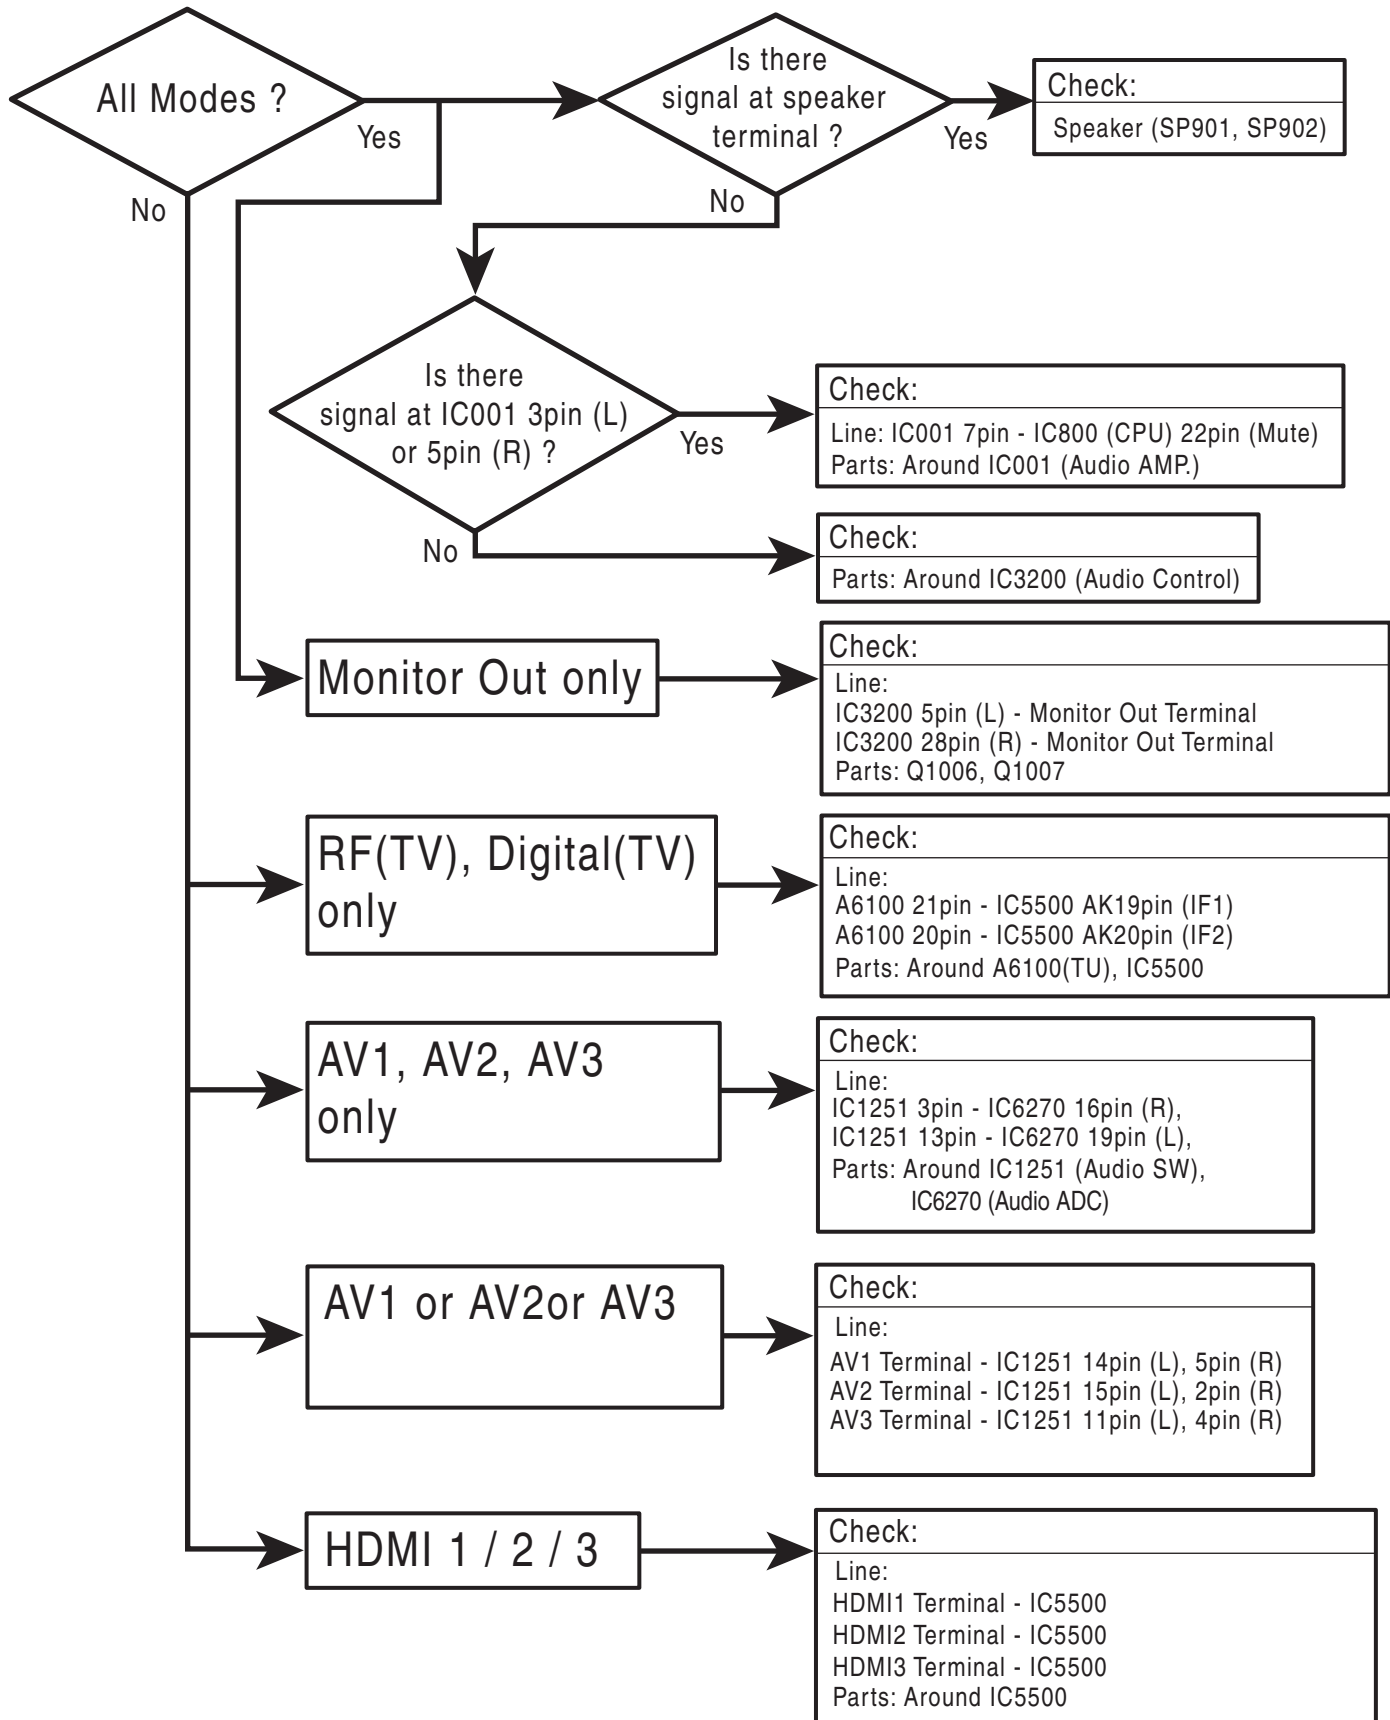 All Modes ?
Yes
No
Is there
signal at speaker
terminal ?
Yes
No
Check:
Speaker (SP901, SP902)
Is there
signal at IC001 3pin (L)
or 5pin (R) ?
Yes
No
Check:
Line: IC001 7pin - IC800 (CPU) 22pin (Mute)
Parts: Around IC001 (Audio AMP.)
Check:
Parts: Around IC3200 (Audio Control)
Monitor Out only
Check:
Line:
IC3200 5pin (L) - Monitor Out Terminal
IC3200 28pin (R) - Monitor Out Terminal
Parts: Q1006, Q1007
RF(TV), Digital(TV)
only
Check:
Line:
A6100 21pin - IC5500 AK19pin (IF1)
A6100 20pin - IC5500 AK20pin (IF2)
Parts: Around A6100(TU), IC5500
AV1, AV2, AV3
only
Check:
Line:
IC1251 3pin - IC6270 16pin (R),
IC1251 13pin - IC6270 19pin (L),
Parts: Around IC1251 (Audio SW),
IC6270 (Audio ADC)
AV1 or AV2or AV3
Check:
Line:
AV1 Terminal - IC1251 14pin (L), 5pin (R)
AV2 Terminal - IC1251 15pin (L), 2pin (R)
AV3 Terminal - IC1251 11pin (L), 4pin (R)
HDMI 1 / 2 / 3
Check:
Line:
HDMI1 Terminal - IC5500
HDMI2 Terminal - IC5500
HDMI3 Terminal - IC5500
Parts: Around IC5500